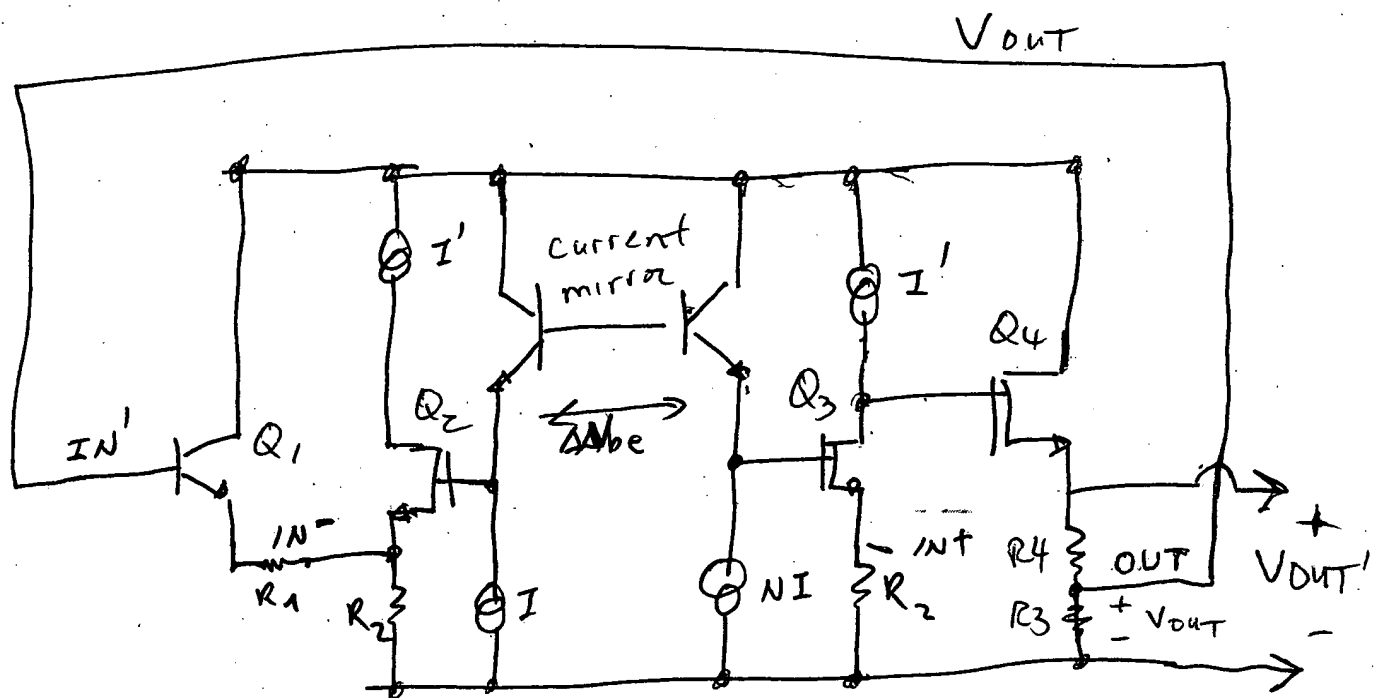 VOUT
I'
current
mirror
I'
Q4
Q2
Q3
ΔVbe
IN'
Q1
IN-
IN+
R4
OUT
VOUT'
+
R1
R2
I
NI
R2
R3
+
-
VOUT
-